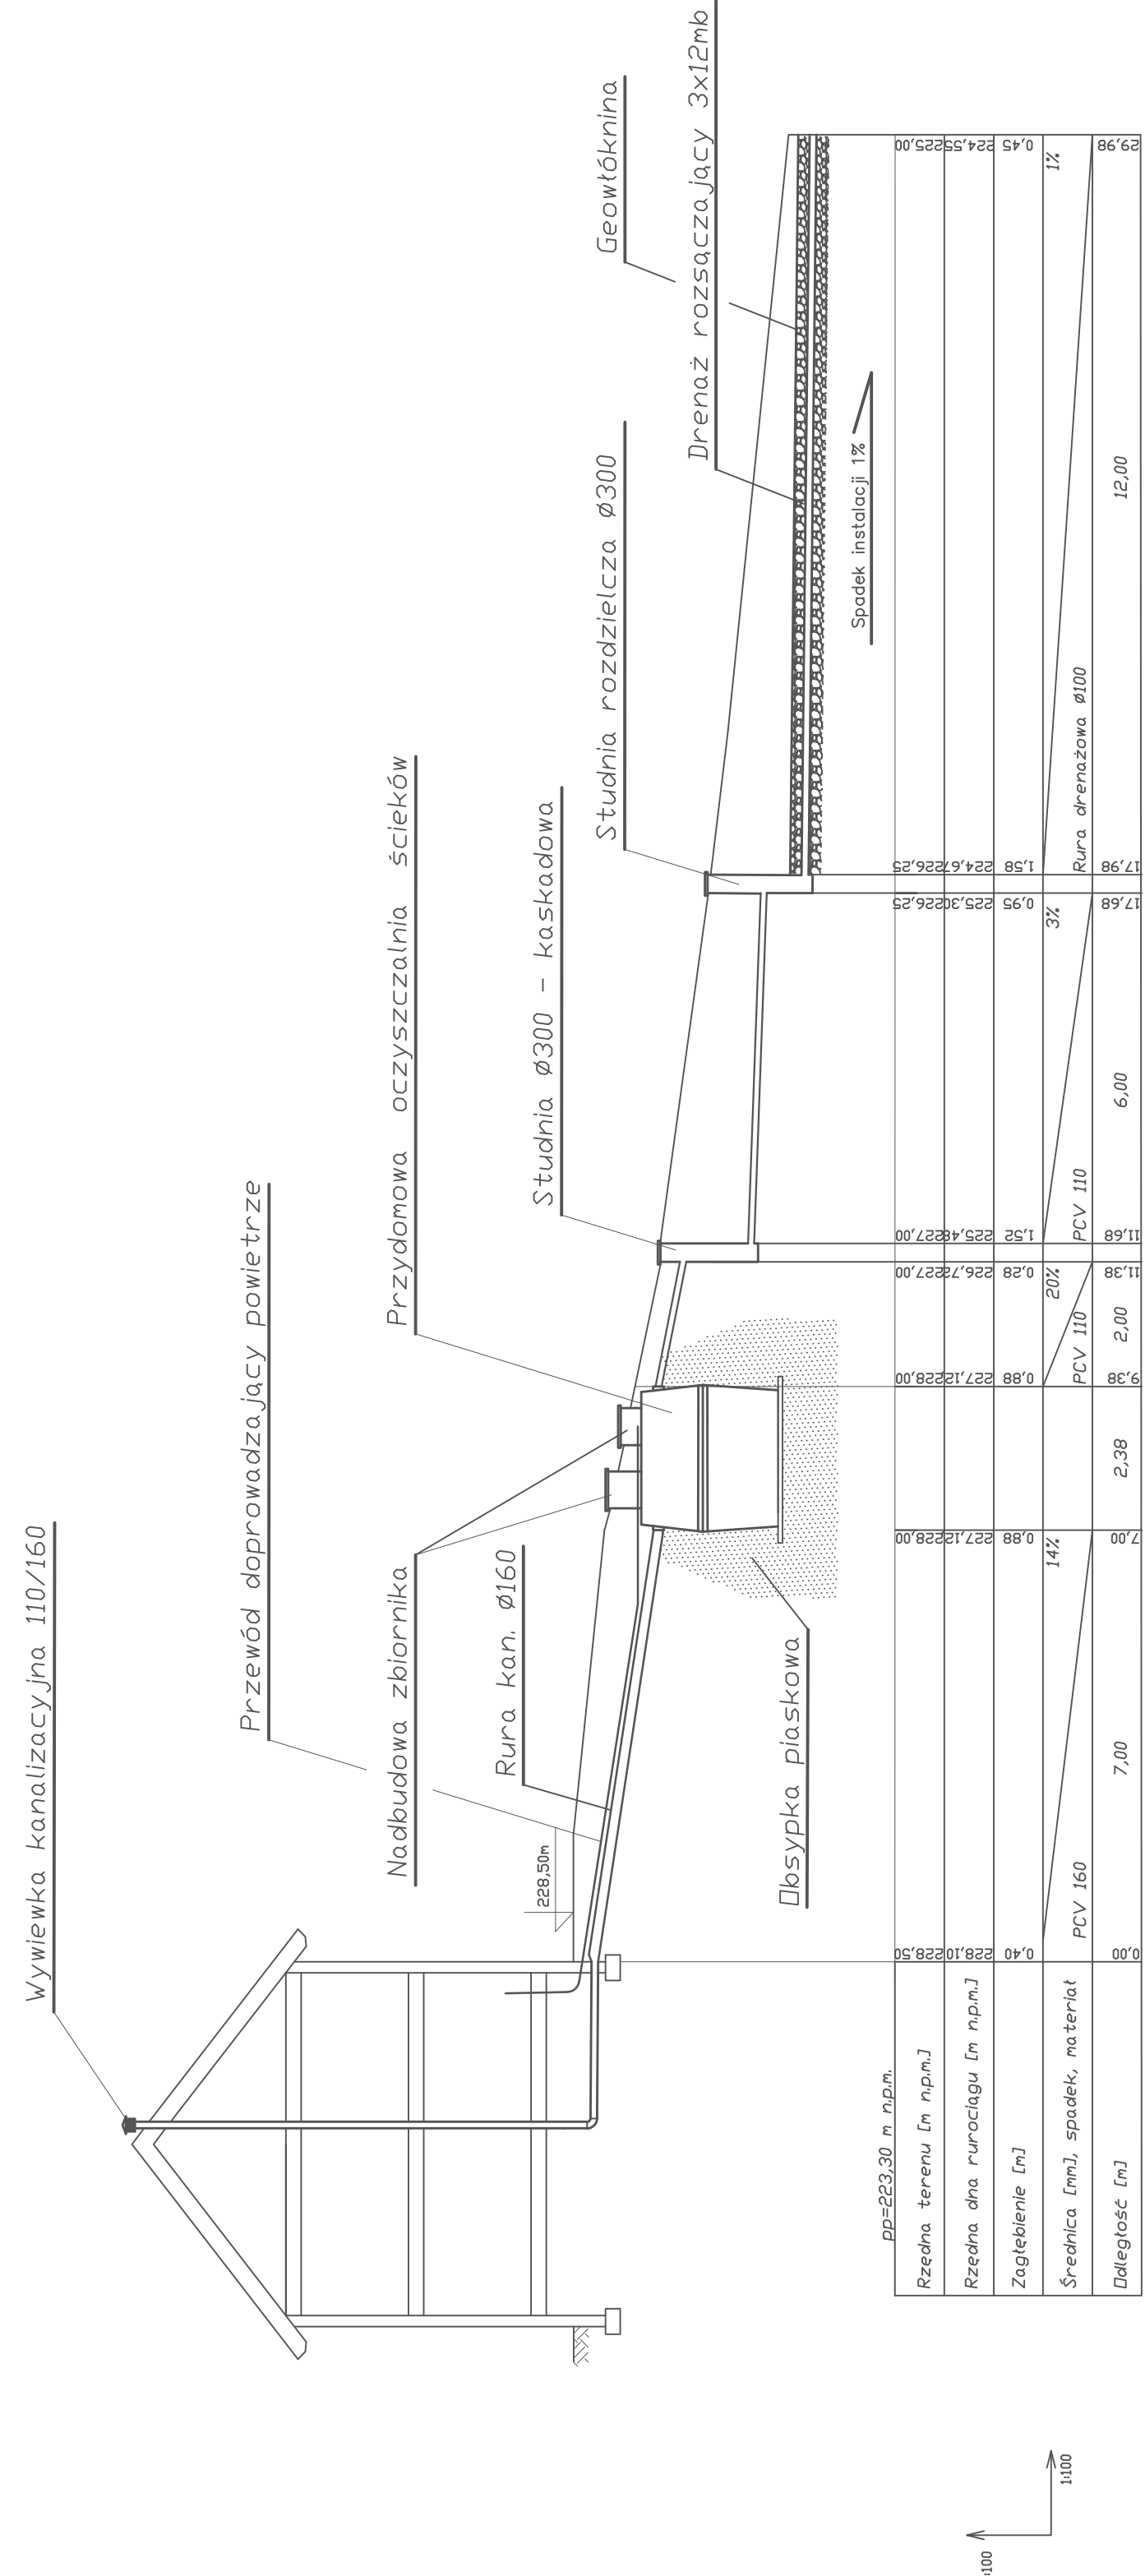 Wywiewka kanalizacyjna 110/160
Przewód doprowadzający powietrze
Przydomowa oczyszczalnia ścieków
Nadbudowa zbiornika
Rura kan. Ø160
Studnia Ø300 - kaskadowa
Studnia rozdzielcza Ø300
Geowłóknina
Drenaż rozsączający 3x12mb
228,50m
Obsypka piaskowa
Spadek instalacji 1%
pp=223,30 m n.p.m.
Rzędna terenu [m n.p.m.] 228,50 228,00 228,00 227,00 227,00 226,25 226,25 225,00
Rzędna dna rurociągu [m n.p.m.] 228,10 227,12 227,12 226,72 225,48 225,30 224,67 224,55
Zagłębienie [m] 0,40 0,88 0,88 0,28 1,52 0,95 1,58 0,45
Średnica [mm], spadek, materiał PCV 160 14% PCV 110 20% PCV 110 3% Rura drenażowa Ø100 1%
Odległość [m] 0,00 7,00 7,00 2,38 9,38 2,00 11,38 11,68 6,00 17,68 17,98 12,00 29,98
1:100
:100